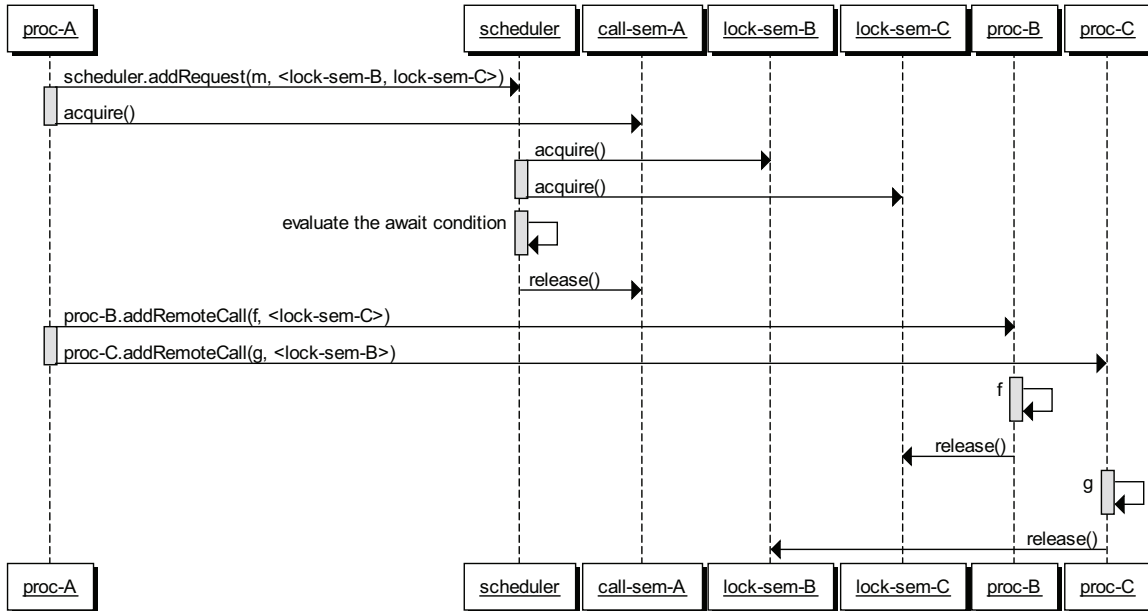 proc-A scheduler call-sem-A lock-sem-B lock-sem-C proc-B proc-C
scheduler.addRequest(m, <lock-sem-B, lock-sem-C>)
acquire()
acquire()
acquire()
evaluate the await condition
release()
proc-B.addRemoteCall(f, <lock-sem-C>)
proc-C.addRemoteCall(g, <lock-sem-B>)
f
release()
g
release()
proc-A scheduler call-sem-A lock-sem-B lock-sem-C proc-B proc-C